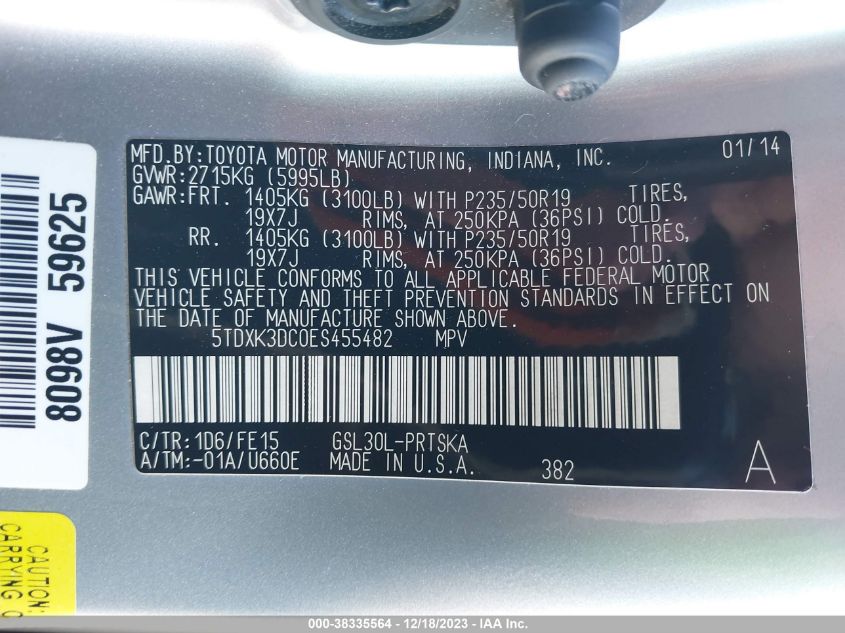 MFD.BY:TOYOTA MOTOR MANUFACTURING, INDIANA, INC. 01/14
GVWR:2715KG (5995LB)
GAWR:FRT. 1405KG (3100LB) WITH P235/50R19 TIRES,
19X7J RIMS, AT 250KPA (36PSI) COLD.
RR. 1405KG (3100LB) WITH P235/50R19 TIRES,
19X7J RIMS, AT 250KPA (36PSI) COLD.
THIS VEHICLE CONFORMS TO ALL APPLICABLE FEDERAL MOTOR
VEHICLE SAFETY AND THEFT PREVENTION STANDARDS IN EFFECT ON
THE DATE OF MANUFACTURE SHOWN ABOVE.
5TDXK3DC0ES455482 MPV
C/TR:1D6/FE15 GSL30L-PRTSKA
A/TM:-01A/U660E MADE IN U.S.A. 382 A
8098V 59625
CAUTION:
CARRYING
000-38335564 - 12/18/2023 - IAAI.com